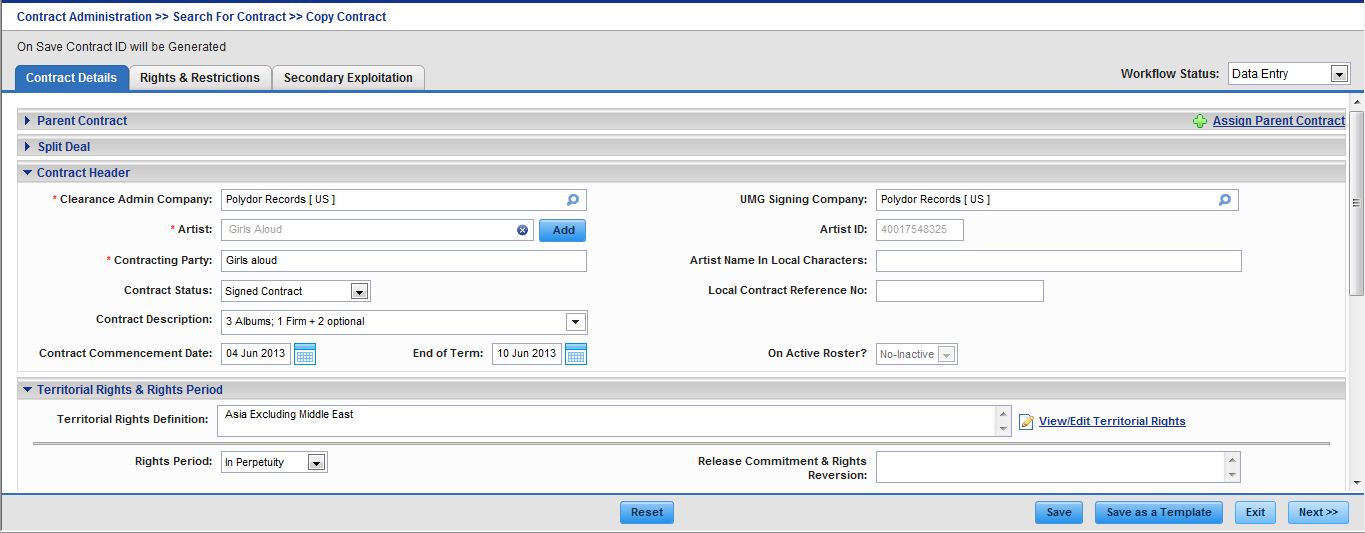 Contract Administration >> Search For Contract >> Copy Contract
On Save Contract ID will be Generated
Contract Details Rights & Restrictions Secondary Exploitation Workflow Status: Data Entry
Parent Contract Assign Parent Contract
Split Deal
Contract Header
* Clearance Admin Company: Polydor Records [ US ] UMG Signing Company: Polydor Records [ US ]
* Artist: Girls Aloud Add Artist ID: 40017548325
* Contracting Party: Girls aloud Artist Name In Local Characters:
Contract Status: Signed Contract Local Contract Reference No:
Contract Description: 3 Albums; 1 Firm + 2 optional
Contract Commencement Date: 04 Jun 2013 End of Term: 10 Jun 2013 On Active Roster? No-Inactive
Territorial Rights & Rights Period
Territorial Rights Definition: Asia Excluding Middle East View/Edit Territorial Rights
Rights Period: In Perpetuity Release Commitment & Rights
Reversion:
Reset Save Save as a Template Exit Next >>